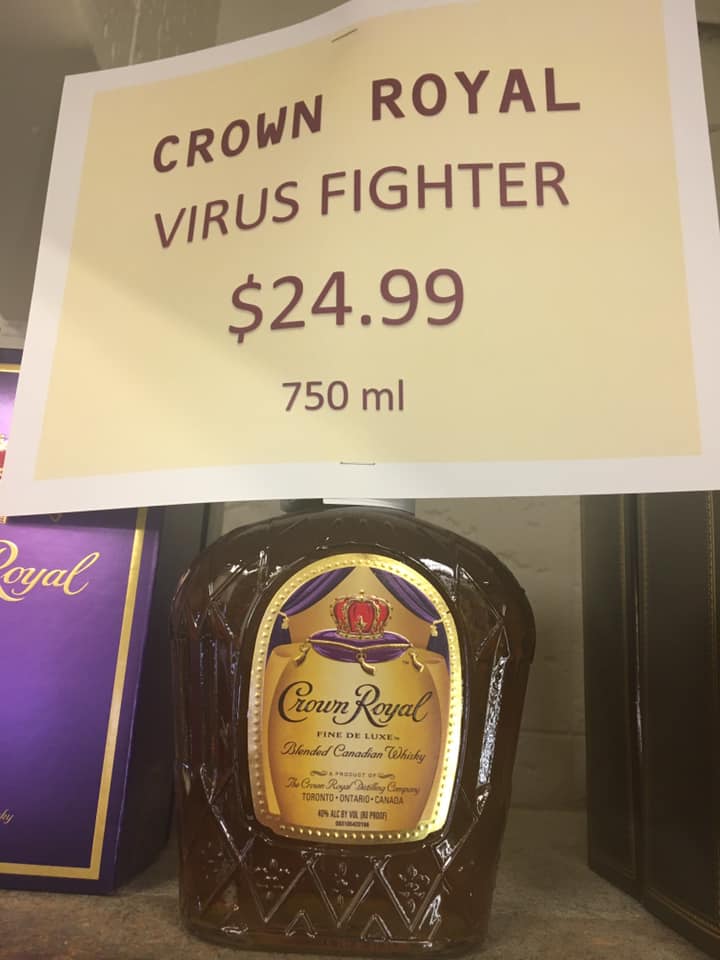 CROWN ROYAL
VIRUS FIGHTER
$24.99
750 ml
Royal
Crown Royal
FINE DE LUXE™
Blended Canadian Whisky
A PRODUCT OF
The Crown Royal Distilling Company
TORONTO • ONTARIO • CANADA
40% ALC BY VOL (80 PROOF)